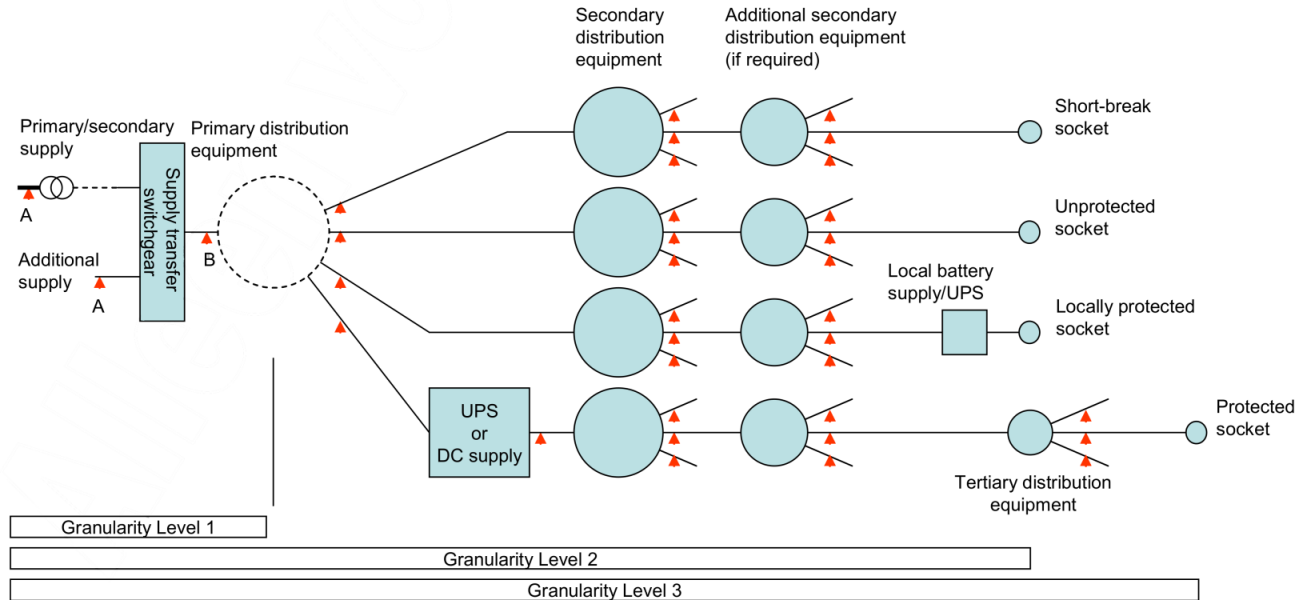 Secondary
distribution
equipment
Additional secondary
distribution equipment
(if required)
Primary/secondary
supply
Primary distribution
equipment
Supply transfer
switchgear
A
B
Additional
supply
A
Short-break
socket
Unprotected
socket
Local battery
supply/UPS
Locally protected
socket
UPS
or
DC supply
Protected
socket
Tertiary distribution
equipment
Granularity Level 1
Granularity Level 2
Granularity Level 3